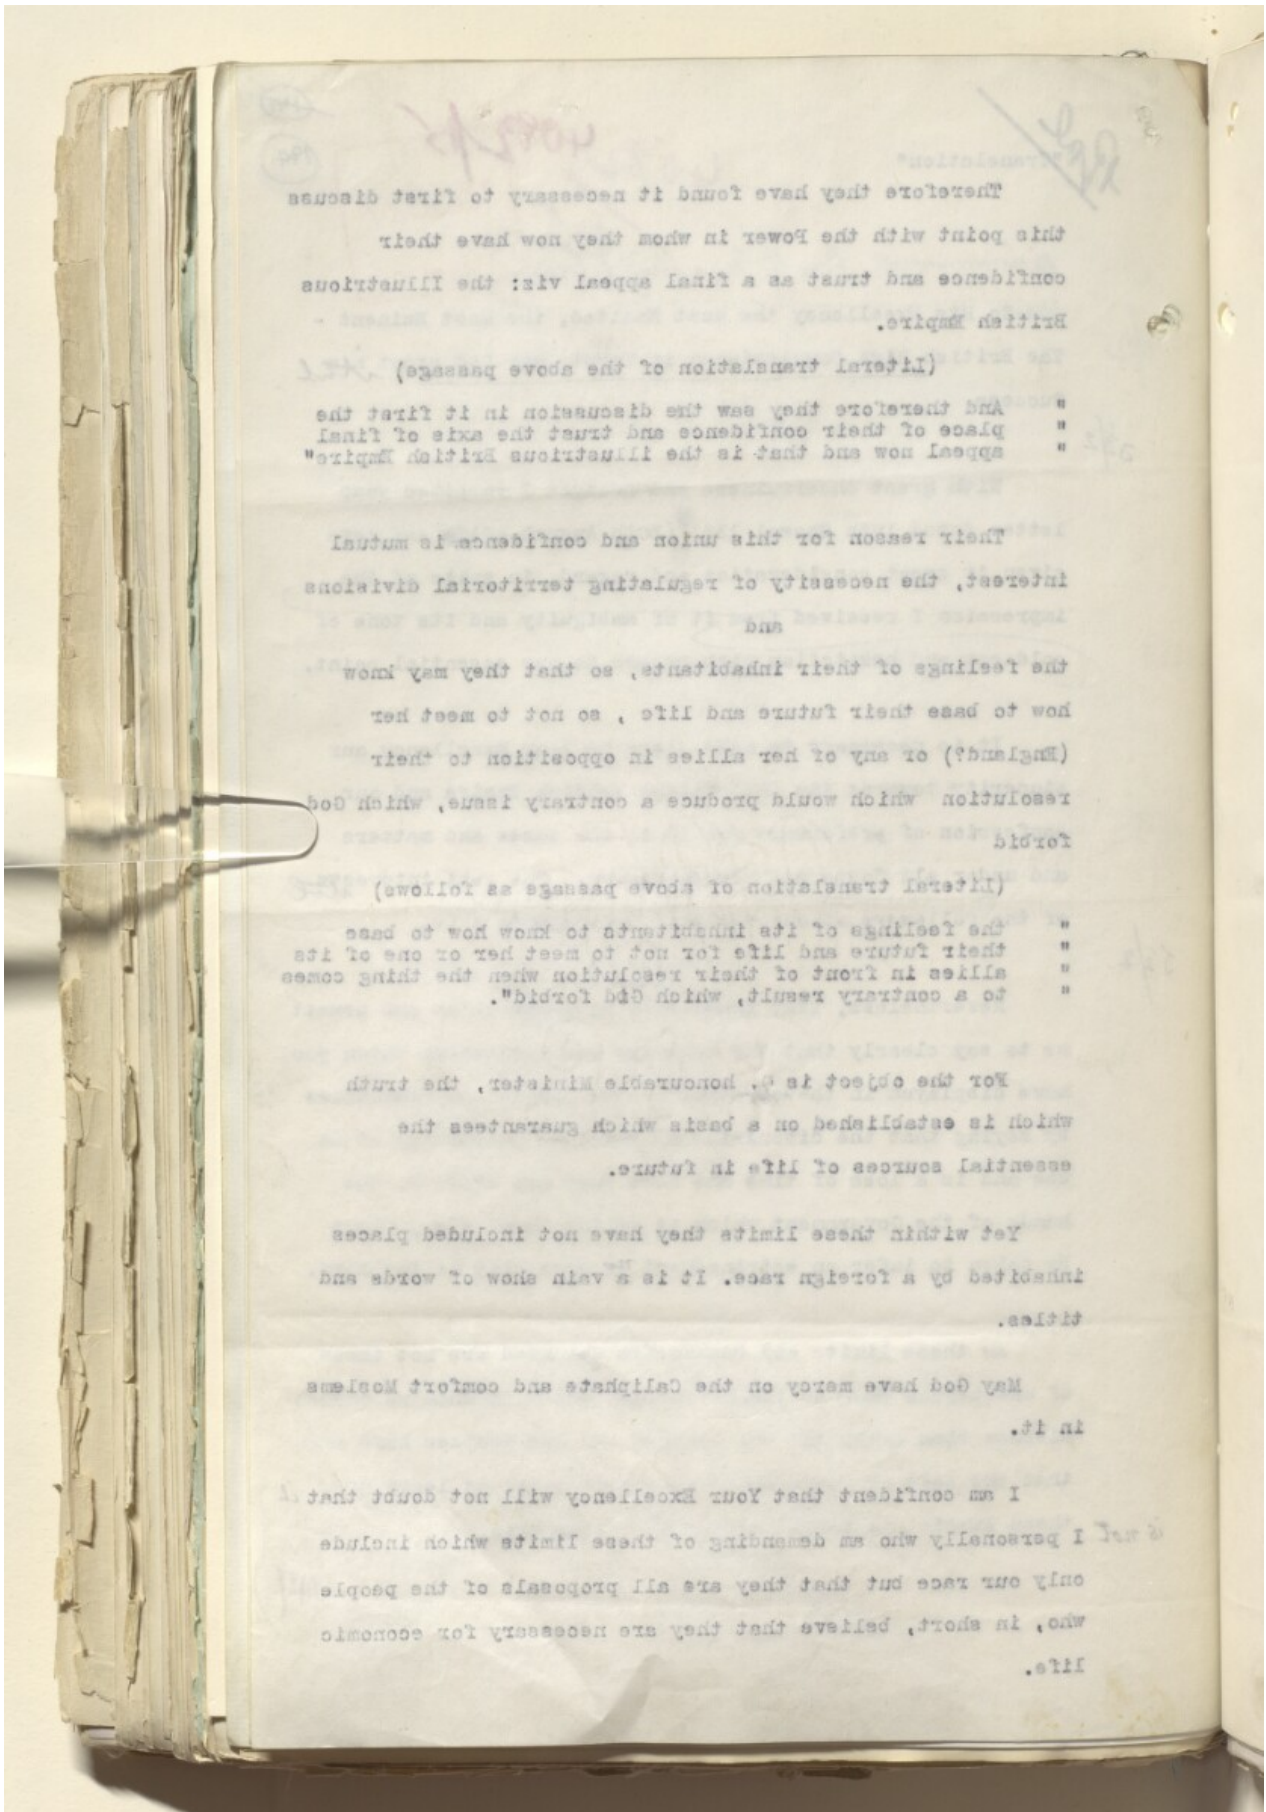 Therefore they have found it necessary to first discuss
this point with the Power in whom they now have their
confidence and trust as a final appeal viz: the Illustrious
British Empire.
(Literal translation of the above passage)
" And therefore they saw the discussion in it first the
" place of their confidence and trust the axis of final
" appeal now and that is the illustrious British Empire"
Their reason for this union and confidence is mutual
interest, the necessity of regulating territorial divisions
and
the feelings of their inhabitants, so that they may know
how to base their future and life , so not to meet her
(England?) or any of her allies in opposition to their
resolution which would produce a contrary issue, which God
forbid
(Literal translation of above passage as follows)
" the feelings of its inhabitants to know how to base
" their future and life for not to meet her or one of its
" allies in front of their resolution when the thing comes
" to a contrary result, which God forbid".
For the object is O. honourable Minister, the truth
which is established on a basis which guarantees the
essential sources of life in future.
Yet within these limits they have not included places
inhabited by a foreign race. It is a vain show of words and
titles.
May God have mercy on the Caliphate and comfort Moslems
in it.
I am confident that Your Excellency will not doubt that
I personally who am demanding of these limits which include
only our race but that they are all proposals of the people
who, in short, believe that they are necessary for economic
life.